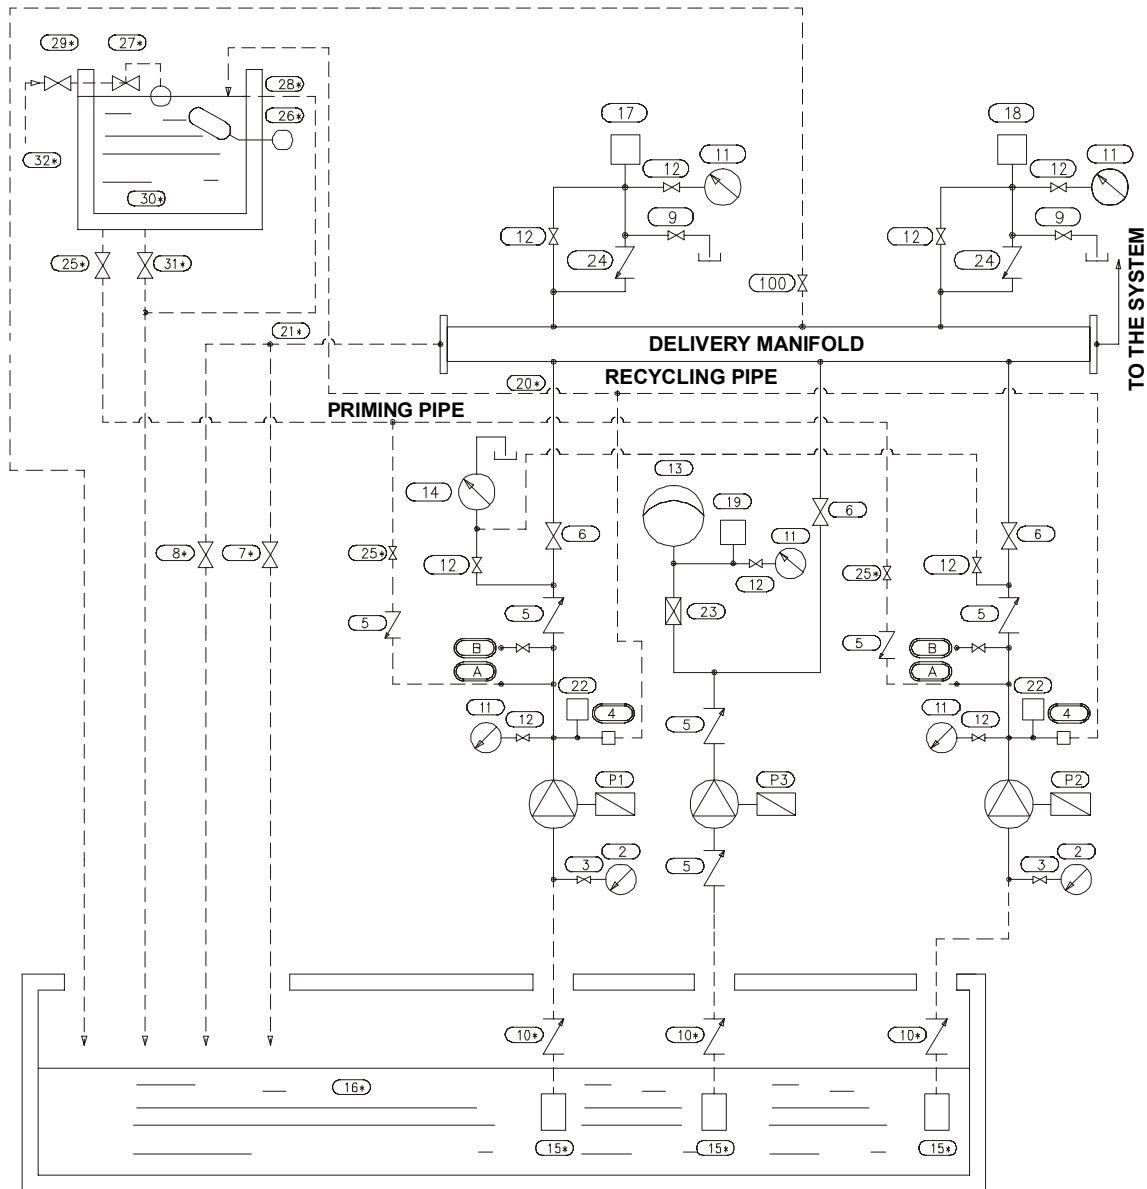 29* 27*
28*
26*
32*
30*
17 18
12 11 12 11
9 9
12 24 12 24
25* 31*
100
21*
DELIVERY MANIFOLD
TO THE SYSTEM
RECYCLING PIPE
20*
PRIMING PIPE
13
14 19
6 6 6
11
8* 7* 25* 12 12 25* 12
5 5 23 5 5
B B
A A
22 22
11 12 4 5 11 12 4
P1 P3 P2
3 2 5 3 2
10* 10* 10*
16*
15* 15* 15*